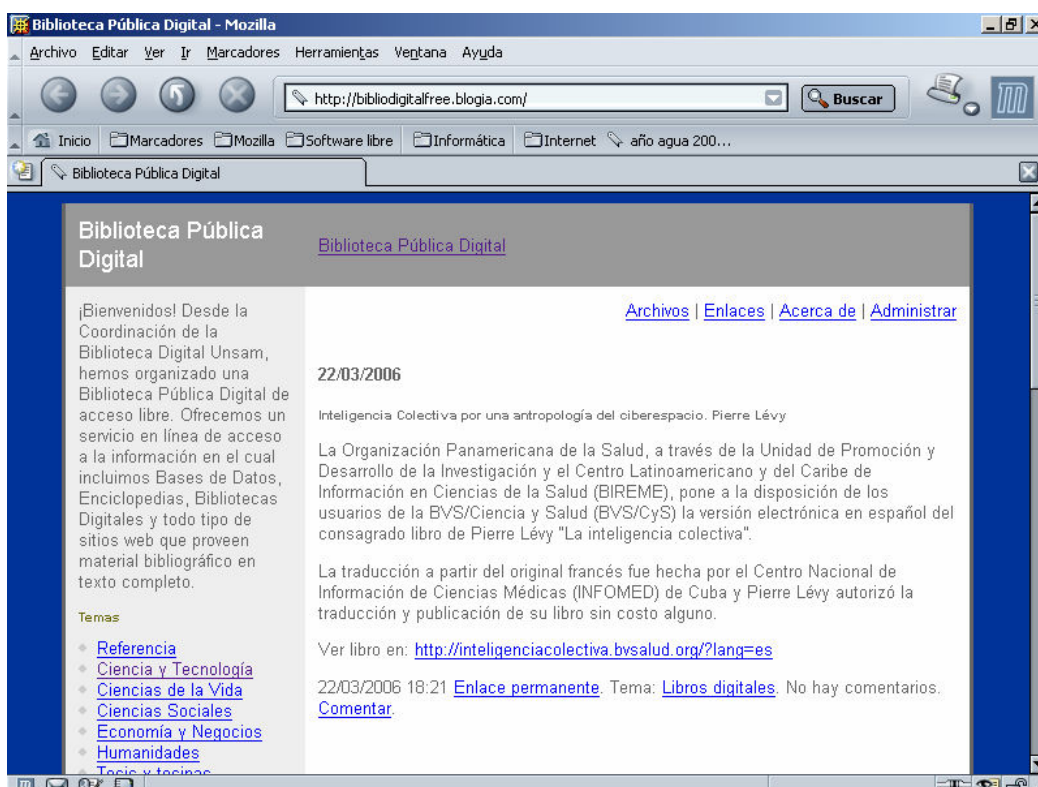 Biblioteca Pública Digital - Mozilla
Archivo Editar Ver Ir Marcadores Herramientas Ventana Ayuda
http://bibliodigitalfree.blogia.com/
Buscar
Inicio Marcadores Mozilla Software libre Informática Internet año agua 200...
Biblioteca Pública Digital
Biblioteca Pública
Digital
Biblioteca Pública Digital
¡Bienvenidos! Desde la
Coordinación de la
Biblioteca Digital Unsam,
hemos organizado una
Biblioteca Pública Digital de
acceso libre. Ofrecemos un
servicio en línea de acceso
a la información en el cual
incluimos Bases de Datos,
Enciclopedias, Bibliotecas
Digitales y todo tipo de
sitios web que proveen
material bibliográfico en
texto completo.
Temas
Referencia
Ciencia y Tecnología
Ciencias de la Vida
Ciencias Sociales
Economía y Negocios
Humanidades
Tesis y tesinas
Archivos | Enlaces | Acerca de | Administrar
22/03/2006
Inteligencia Colectiva por una antropología del ciberespacio. Pierre Lévy
La Organización Panamericana de la Salud, a través de la Unidad de Promoción y
Desarrollo de la Investigación y el Centro Latinoamericano y del Caribe de
Información en Ciencias de la Salud (BIREME), pone a la disposición de los
usuarios de la BVS/Ciencia y Salud (BVS/CyS) la versión electrónica en español del
consagrado libro de Pierre Lévy "La inteligencia colectiva".
La traducción a partir del original francés fue hecha por el Centro Nacional de
Información de Ciencias Médicas (INFOMED) de Cuba y Pierre Lévy autorizó la
traducción y publicación de su libro sin costo alguno.
Ver libro en: http://inteligenciacolectiva.bvsalud.org/?lang=es
22/03/2006 18:21 Enlace permanente. Tema: Libros digitales. No hay comentarios.
Comentar.